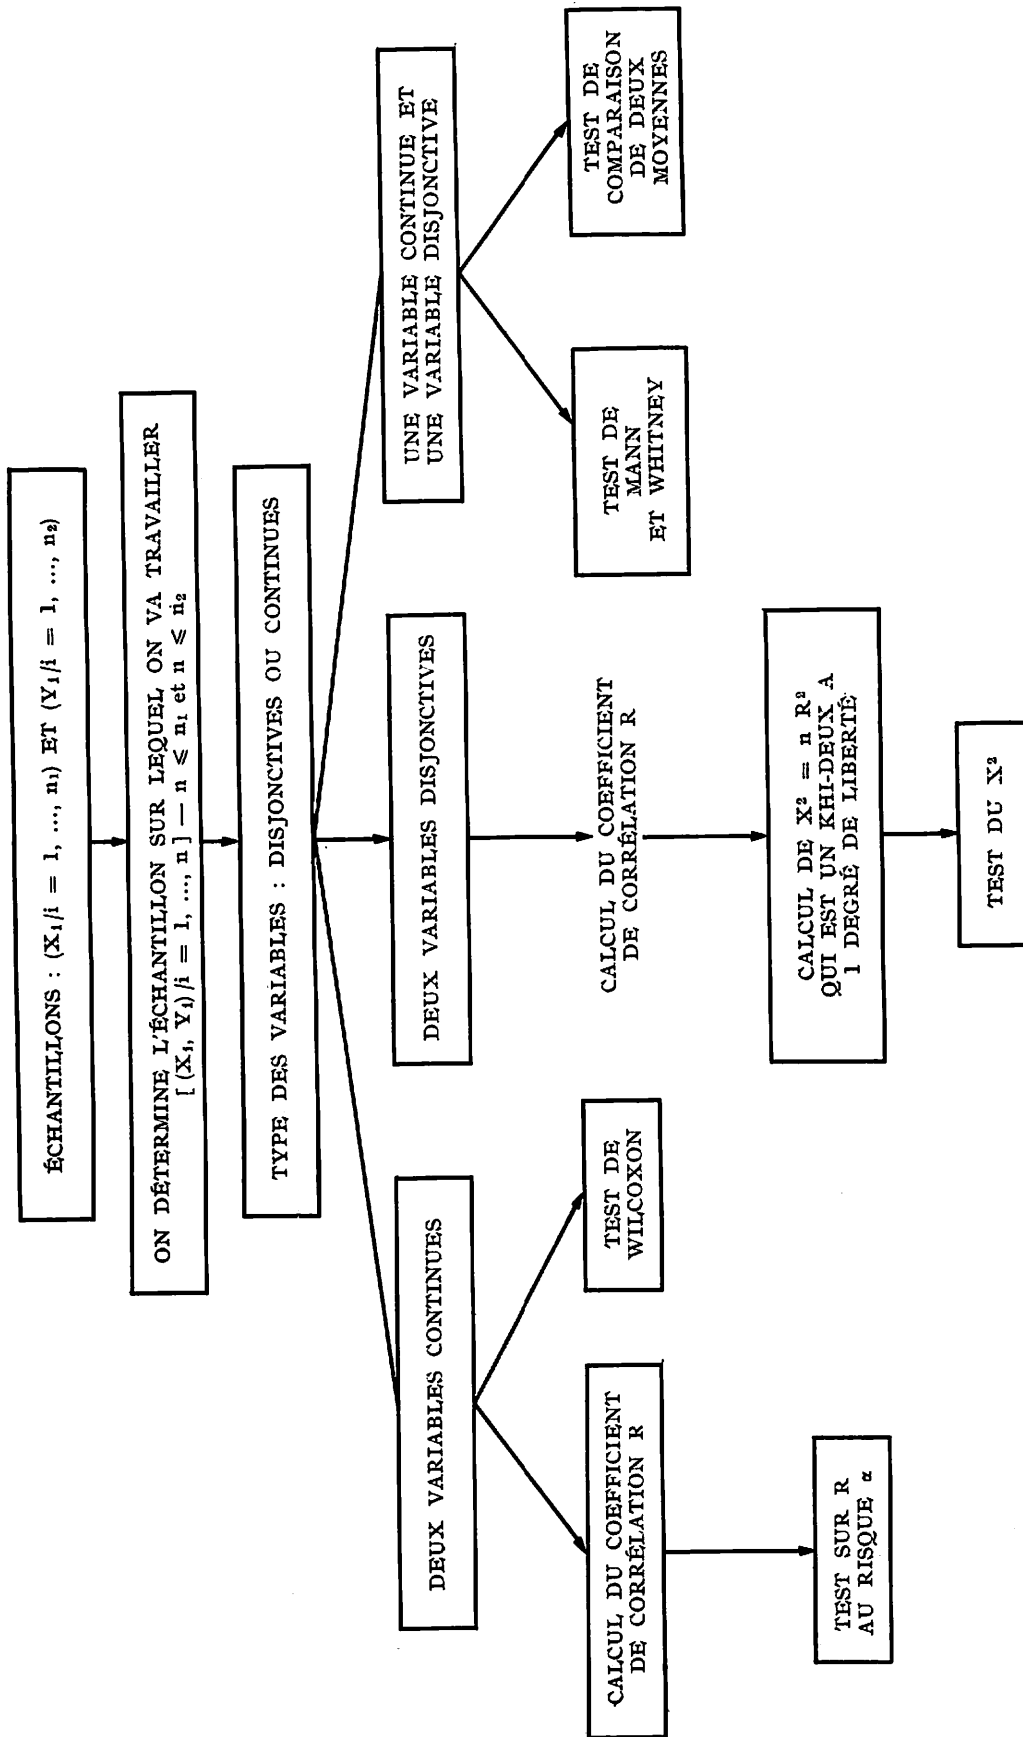 ÉCHANTILLONS : (X₁/i = 1, ..., n₁) ET (Y₁/i = 1, ..., n₂)
ON DÉTERMINE L'ÉCHANTILLON SUR LEQUEL ON VA TRAVAILLER
[ (X₁, Y₁)/i = 1, ..., n ] — n ⩽ n₁ et n ⩽ n₂
TYPE DES VARIABLES : DISJONCTIVES OU CONTINUES
DEUX VARIABLES CONTINUES
DEUX VARIABLES DISJONCTIVES
UNE VARIABLE CONTINUE ET
UNE VARIABLE DISJONCTIVE
CALCUL DU COEFFICIENT
DE CORRÉLATION R
TEST DE
WILCOXON
CALCUL DU COEFFICIENT
DE CORRÉLATION R
TEST DE
MANN
ET WHITNEY
TEST DE
COMPARAISON
DE DEUX
MOYENNES
TEST SUR R
AU RISQUE α
CALCUL DE X² = n R²
QUI EST UN KHI-DEUX A
1 DEGRÉ DE LIBERTÉ
TEST DU X²